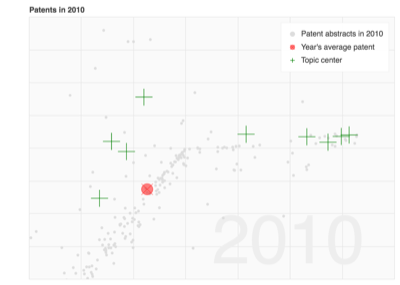 Patents in 2010
Patent abstracts in 2010
Year's average patent
Topic center
2010